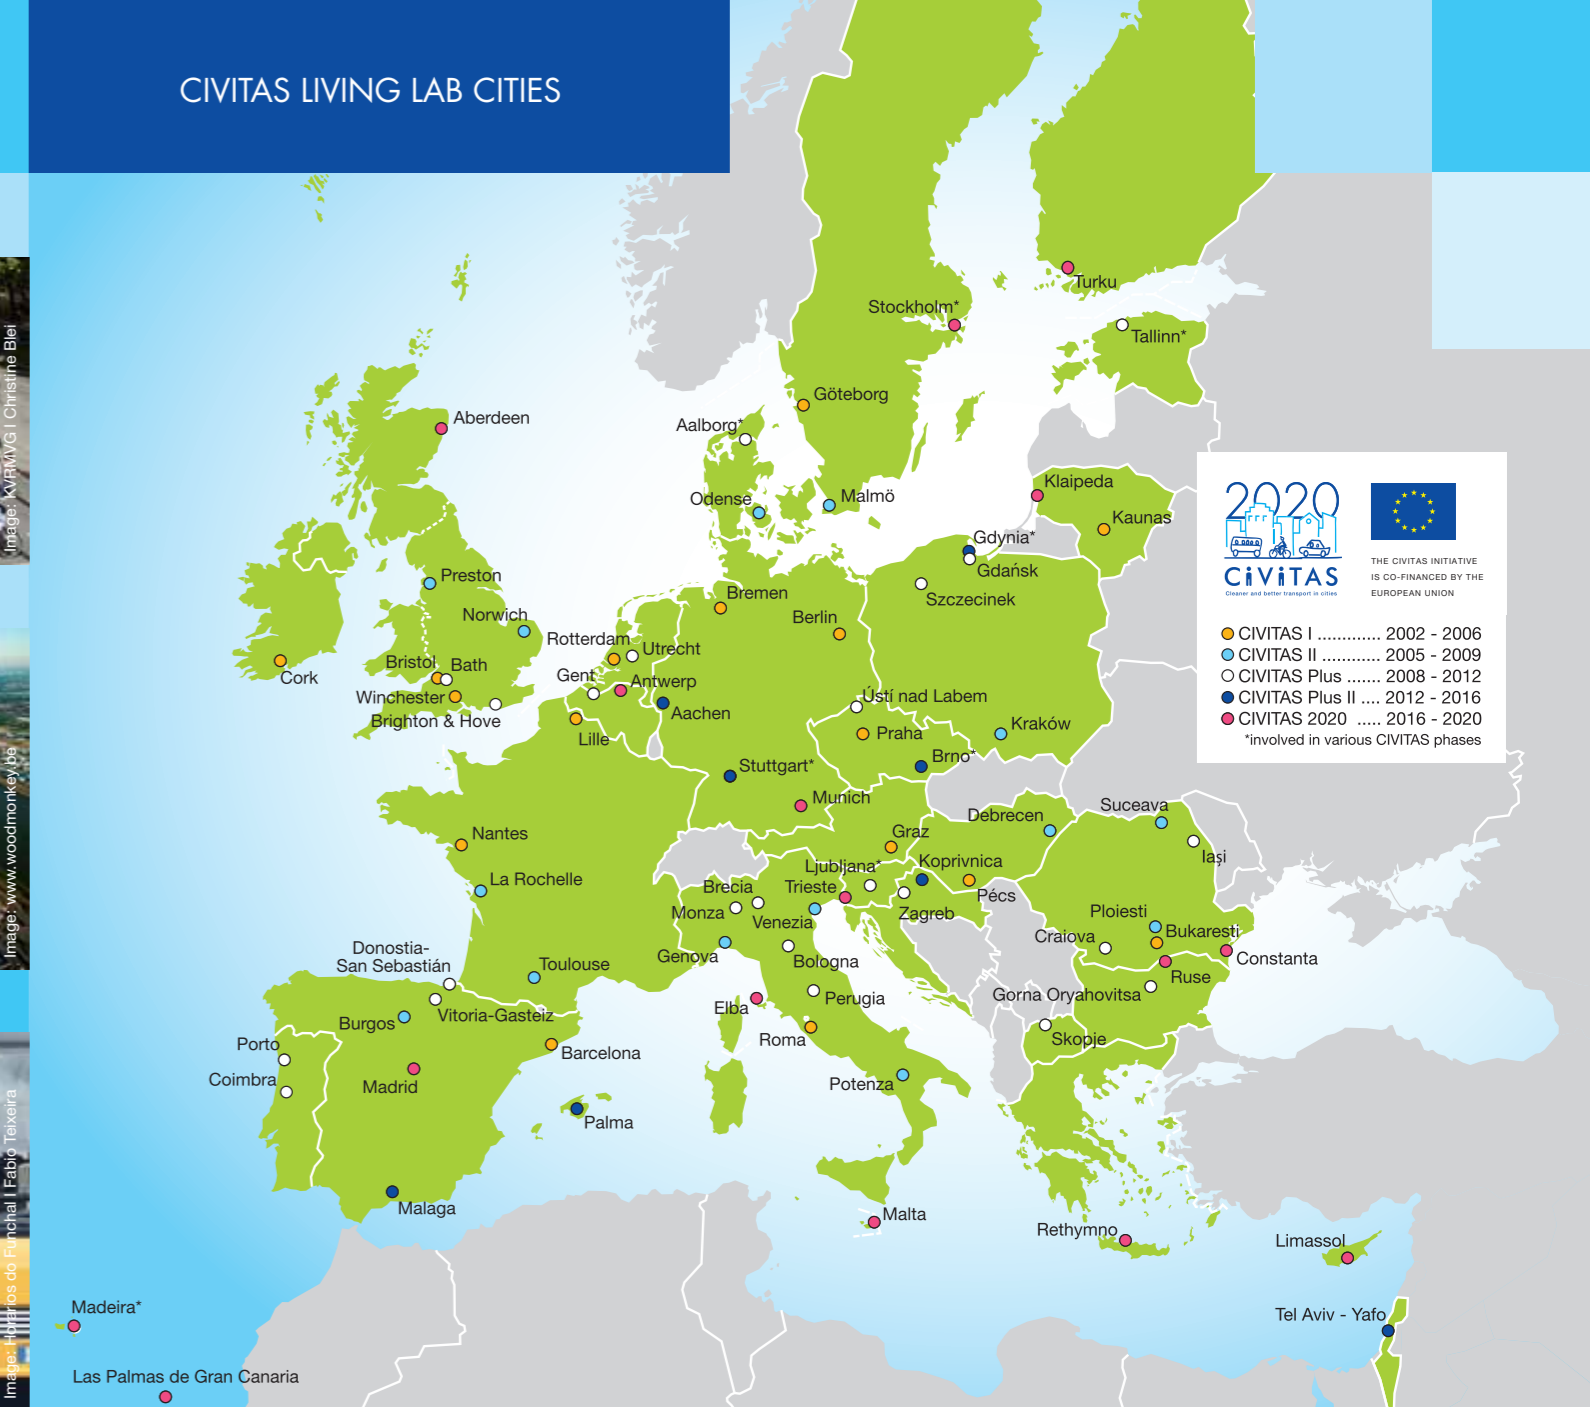 CIVITAS LIVING LAB CITIES
Image: KVRMVG I Christine Blei
Image: www.woodmonkey.be
Image: Horários do Funchal I Fabio Teixeira
Turku
Stockholm*
Tallinn*
Göteborg
Aberdeen
Aalborg*
Klaipeda
Odense
Malmö
Kaunas
Gdynia*
Gdańsk
Preston
Szczecinek
Bremen
Norwich
Berlin
Rotterdam
Utrecht
Bristol
Bath
Cork
Gent
Antwerp
Winchester
Ústí nad Labem
Aachen
Brighton & Hove
Kraków
Praha
Lille
Brno*
Stuttgart*
Munich
Suceava
Debrecen
Nantes
Graz
Iași
Koprivnica
Ljubljana*
La Rochelle
Brecia
Trieste
Pécs
Monza
Venezia
Zagreb
Ploiesti
Bukaresti
Craiova
Donostia-
San Sebastián
Genova
Bologna
Constanta
Toulouse
Ruse
Gorna Oryahovitsa
Perugia
Elba
Vitoria-Gasteiz
Burgos
Roma
Skopje
Porto
Barcelona
Coimbra
Madrid
Potenza
Palma
Malaga
Malta
Rethymno
Limassol
Madeira*
Tel Aviv - Yafo
Las Palmas de Gran Canaria
2020
CiViTAS
Cleaner and better transport in cities
THE CIVITAS INITIATIVE
IS CO-FINANCED BY THE
EUROPEAN UNION
CIVITAS I ............. 2002 - 2006
CIVITAS II ............ 2005 - 2009
CIVITAS Plus ....... 2008 - 2012
CIVITAS Plus II .... 2012 - 2016
CIVITAS 2020 ..... 2016 - 2020
*involved in various CIVITAS phases